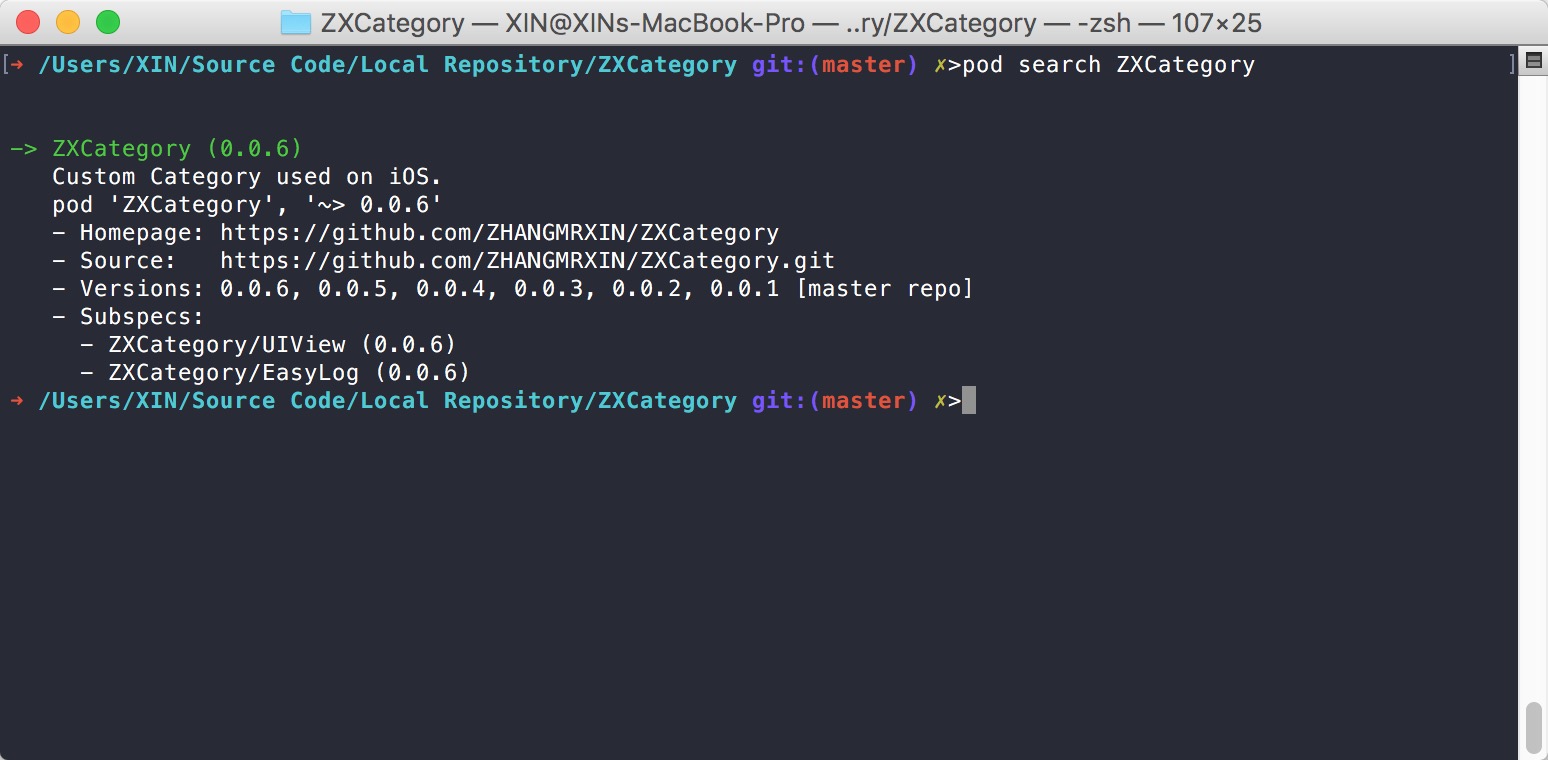 ZXCategory — XIN@XINs-MacBook-Pro — ..ry/ZXCategory — -zsh — 107×25
[➜ /Users/XIN/Source Code/Local Repository/ZXCategory git:(master) ✗>pod search ZXCategory ]
-> ZXCategory (0.0.6)
Custom Category used on iOS.
pod 'ZXCategory', '~> 0.0.6'
- Homepage: https://github.com/ZHANGMRXIN/ZXCategory
- Source:   https://github.com/ZHANGMRXIN/ZXCategory.git
- Versions: 0.0.6, 0.0.5, 0.0.4, 0.0.3, 0.0.2, 0.0.1 [master repo]
- Subspecs:
- ZXCategory/UIView (0.0.6)
- ZXCategory/EasyLog (0.0.6)
➜ /Users/XIN/Source Code/Local Repository/ZXCategory git:(master) ✗>